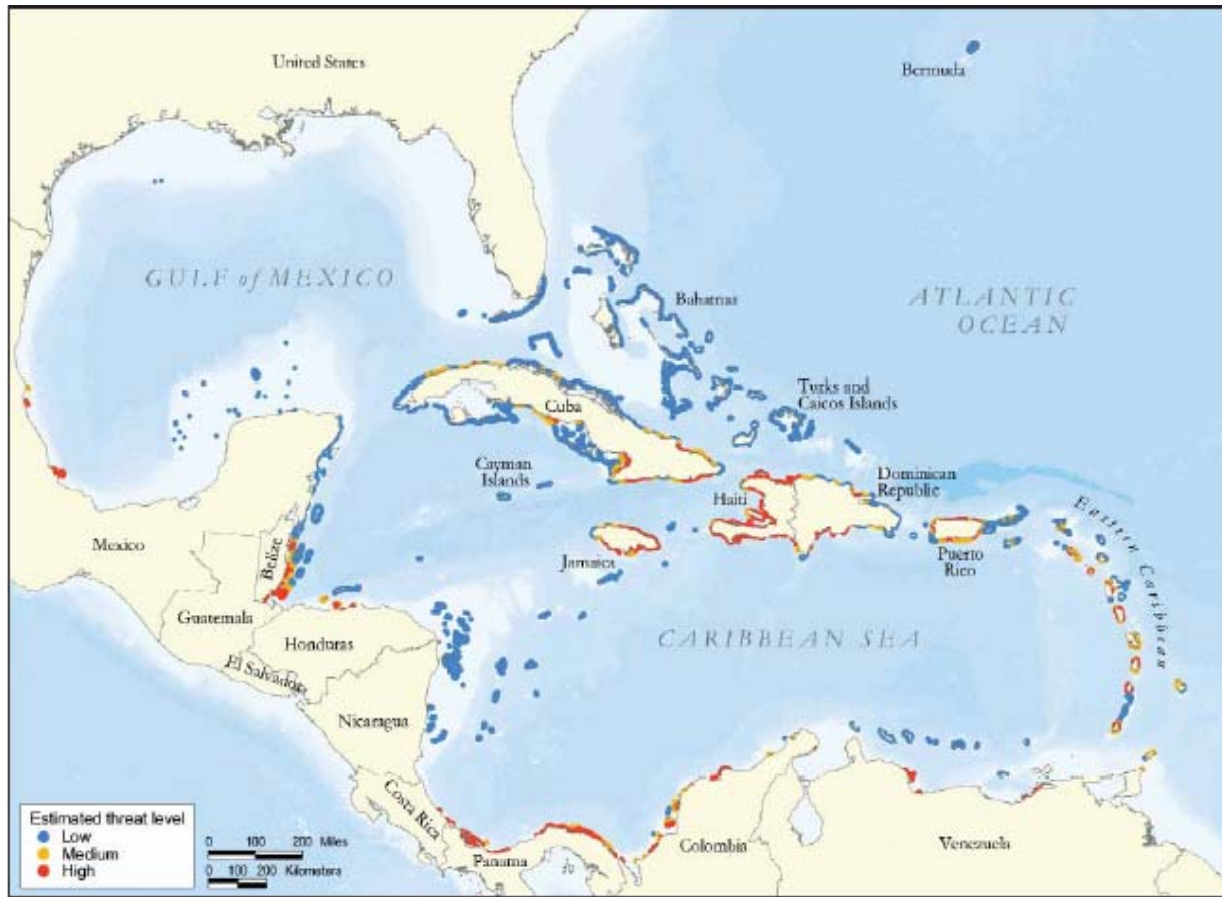 United States
Bermuda
GULF of MEXICO
Bahamas
ATLANTIC
OCEAN
Turks and
Caicos Islands
Cuba
Cayman
Islands
Dominican
Republic
Haiti
Eastern Caribbean
Mexico
Belize
Jamaica
Puerto
Rico
Guatemala
Honduras
CARIBBEAN SEA
El Salvador
Nicaragua
Costa Rica
Panama
Colombia
Venezuela
Estimated threat level
Low
Medium
High
0 100 200 Miles
0 100 200 Kilometers